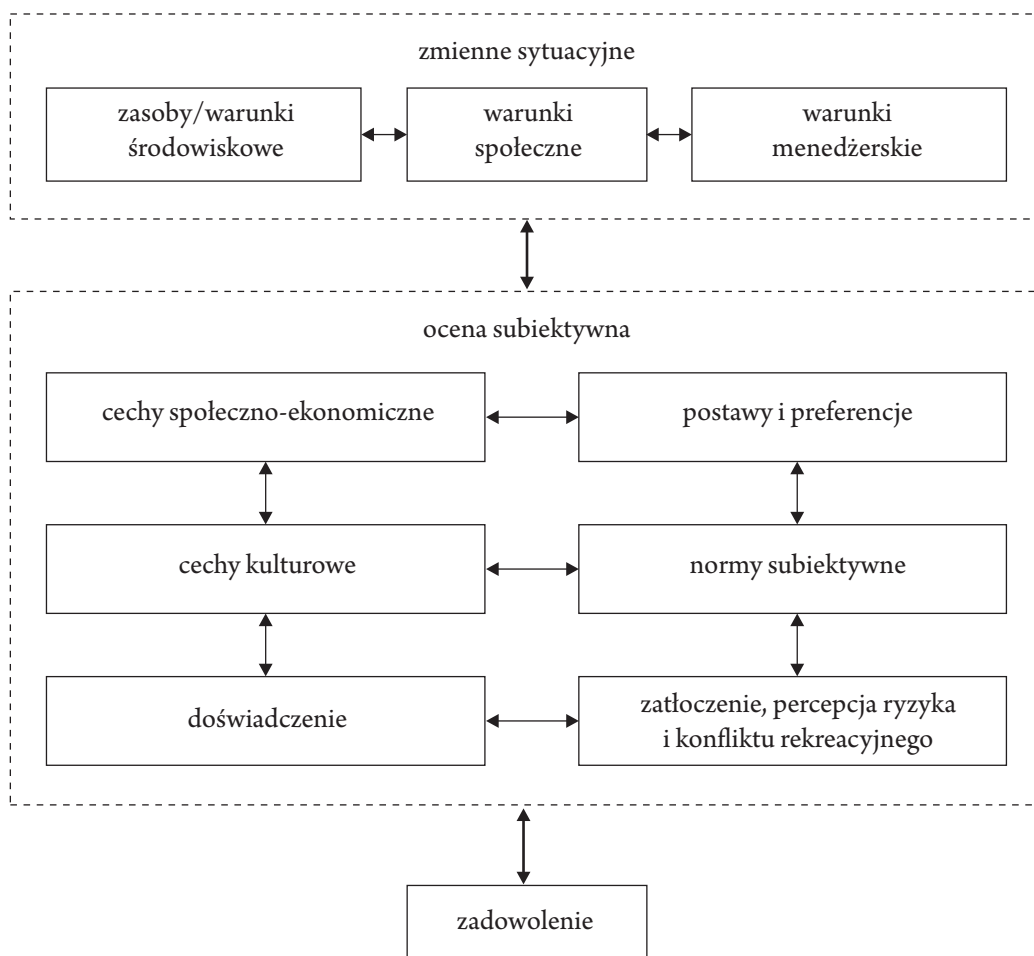 zmienne sytuacyjne
zasoby/warunki
środowiskowe
warunki
społeczne
warunki
menedżerskie
ocena subiektywna
cechy społeczno-ekonomiczne
postawy i preferencje
cechy kulturowe
normy subiektywne
doświadczenie
zatłoczenie, percepcja ryzyka
i konfliktu rekreacyjnego
zadowolenie